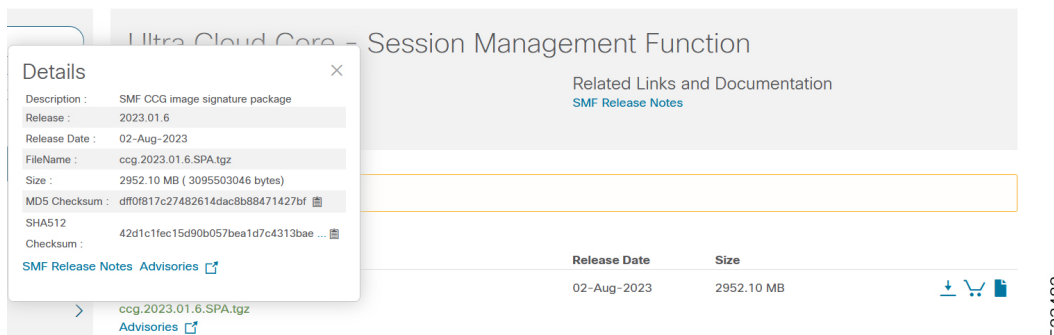 Ultra Cloud Core - Session Management Function
Related Links and Documentation
SMF Release Notes
Details
Description : SMF CCG image signature package
Release : 2023.01.6
Release Date : 02-Aug-2023
FileName : ccg.2023.01.6.SPA.tgz
Size : 2952.10 MB ( 3095503046 bytes)
MD5 Checksum : dff0f817c27482614dac8b88471427bf
SHA512
Checksum : 42d1c1fec15d90b057bea1d7c4313bae ...
SMF Release Notes Advisories
Release Date Size
02-Aug-2023 2952.10 MB
ccg.2023.01.6.SPA.tgz
Advisories